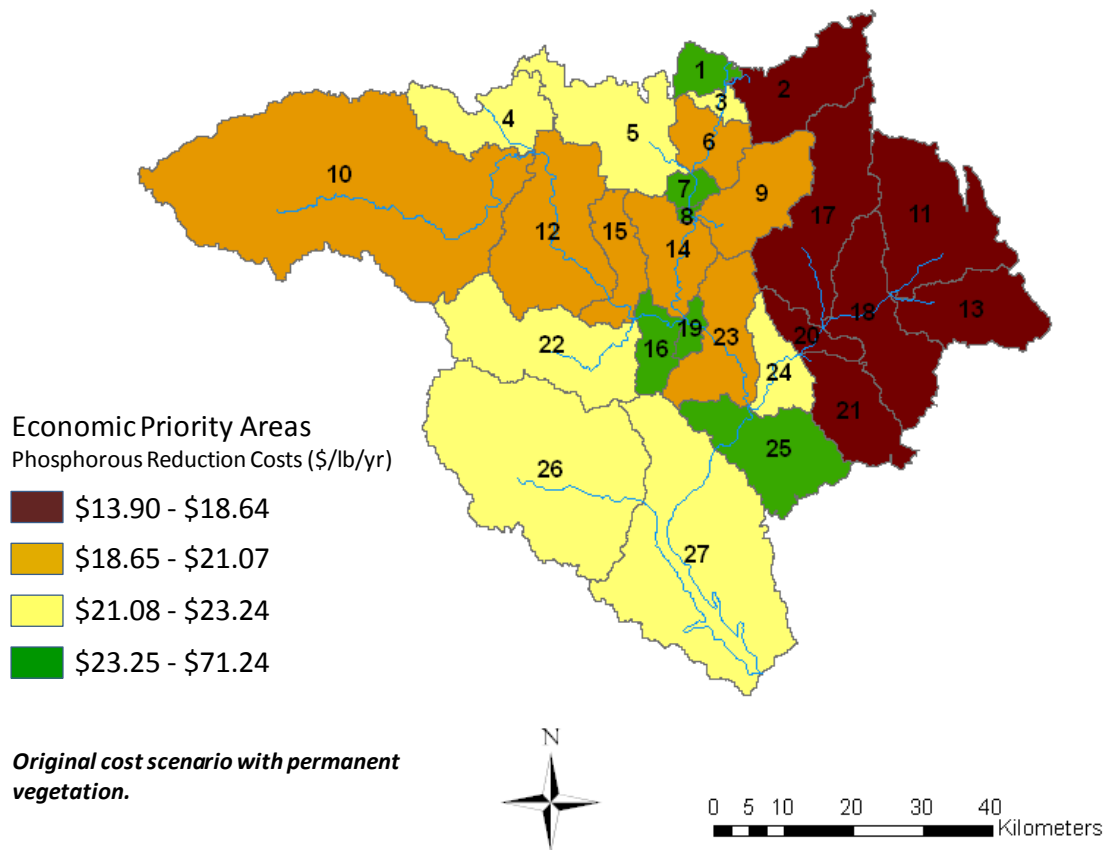 1
2
3
4
5
6
7
8
9
10
11
12
13
14
15
16
17
18
19
20
21
22
23
24
25
26
27
Economic Priority Areas
Phosphorous Reduction Costs ($/lb/yr)
$13.90 - $18.64
$18.65 - $21.07
$21.08 - $23.24
$23.25 - $71.24
Original cost scenario with permanent
vegetation.
N
0 5 10 20 30 40
Kilometers